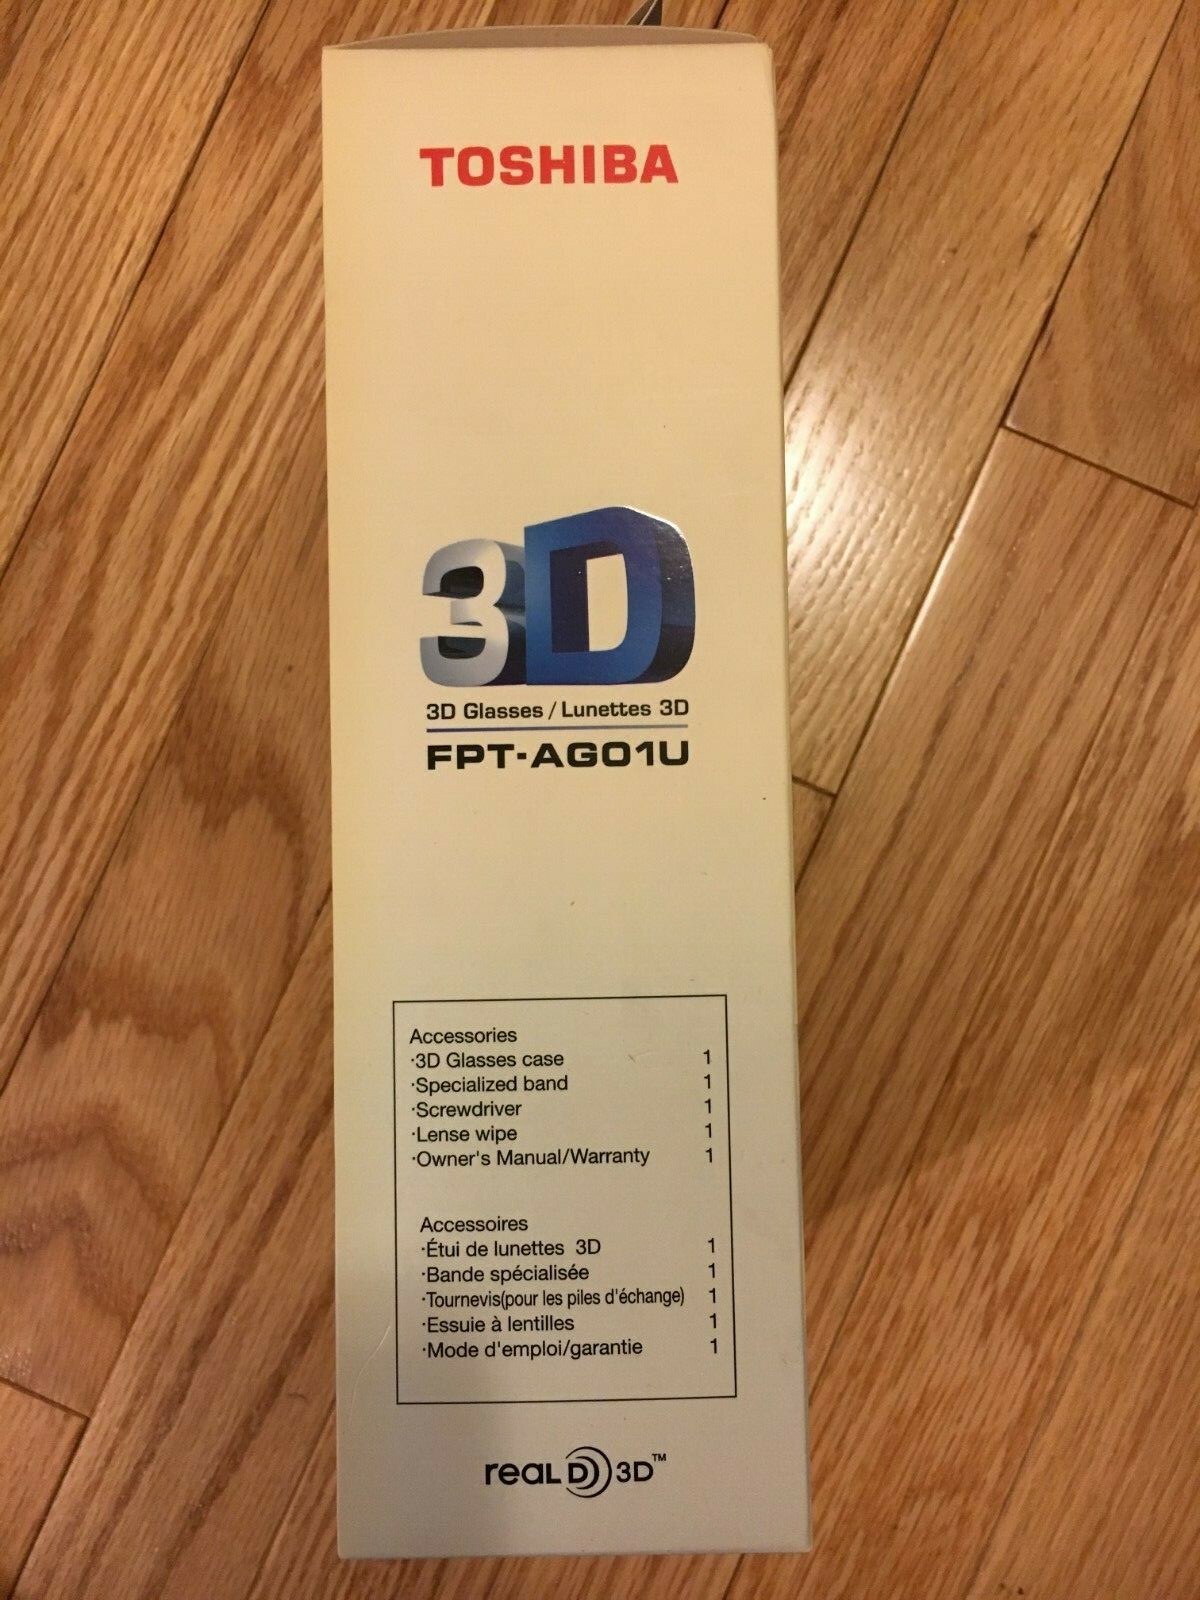 TOSHIBA
3D
3D Glasses / Lunettes 3D
FPT-AG01U
Accessories
·3D Glasses case 1
·Specialized band 1
·Screwdriver 1
·Lense wipe 1
·Owner's Manual/Warranty 1
Accessoires
·Étui de lunettes 3D 1
·Bande spécialisée 1
·Tournevis(pour les piles d'échange) 1
·Essuie à lentilles 1
·Mode d'emploi/garantie 1
reaL D 3D™